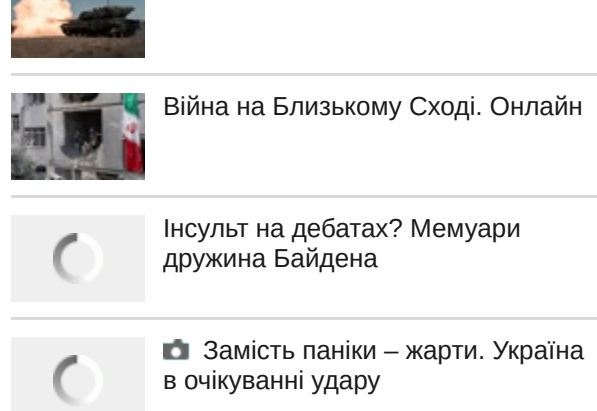 Війна на Близькому Сході. Онлайн
Інсульт на дебатах? Мемуари
дружина Байдена
Замість паніки – жарти. Україна
в очікуванні удару